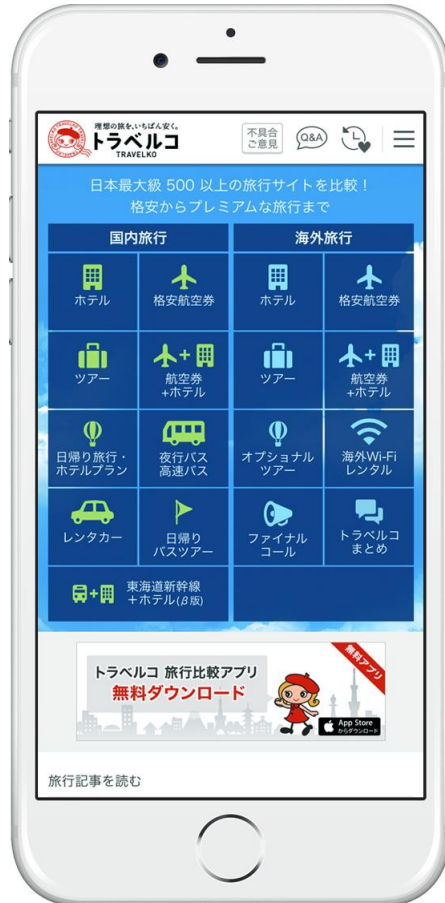 理想の旅を、いちばん安く。
トラベルコ
TRAVELKO
不具合
ご意見
Q&A
日本最大級 500 以上の旅行サイトを比較！
格安からプレミアムな旅行まで
国内旅行
海外旅行
ホテル
格安航空券
ホテル
格安航空券
ツアー
航空券
+ホテル
ツアー
航空券
+ホテル
日帰り旅行・
ホテルプラン
夜行バス
高速バス
オプショナル
ツアー
海外Wi-Fi
レンタル
レンタカー
日帰り
バスツアー
ファイナル
コール
トラベルコ
まとめ
東海道新幹線
+ホテル(β版)
無料アプリ
トラベルコ 旅行比較アプリ
無料ダウンロード
App Store
からダウンロード
旅行記事を読む